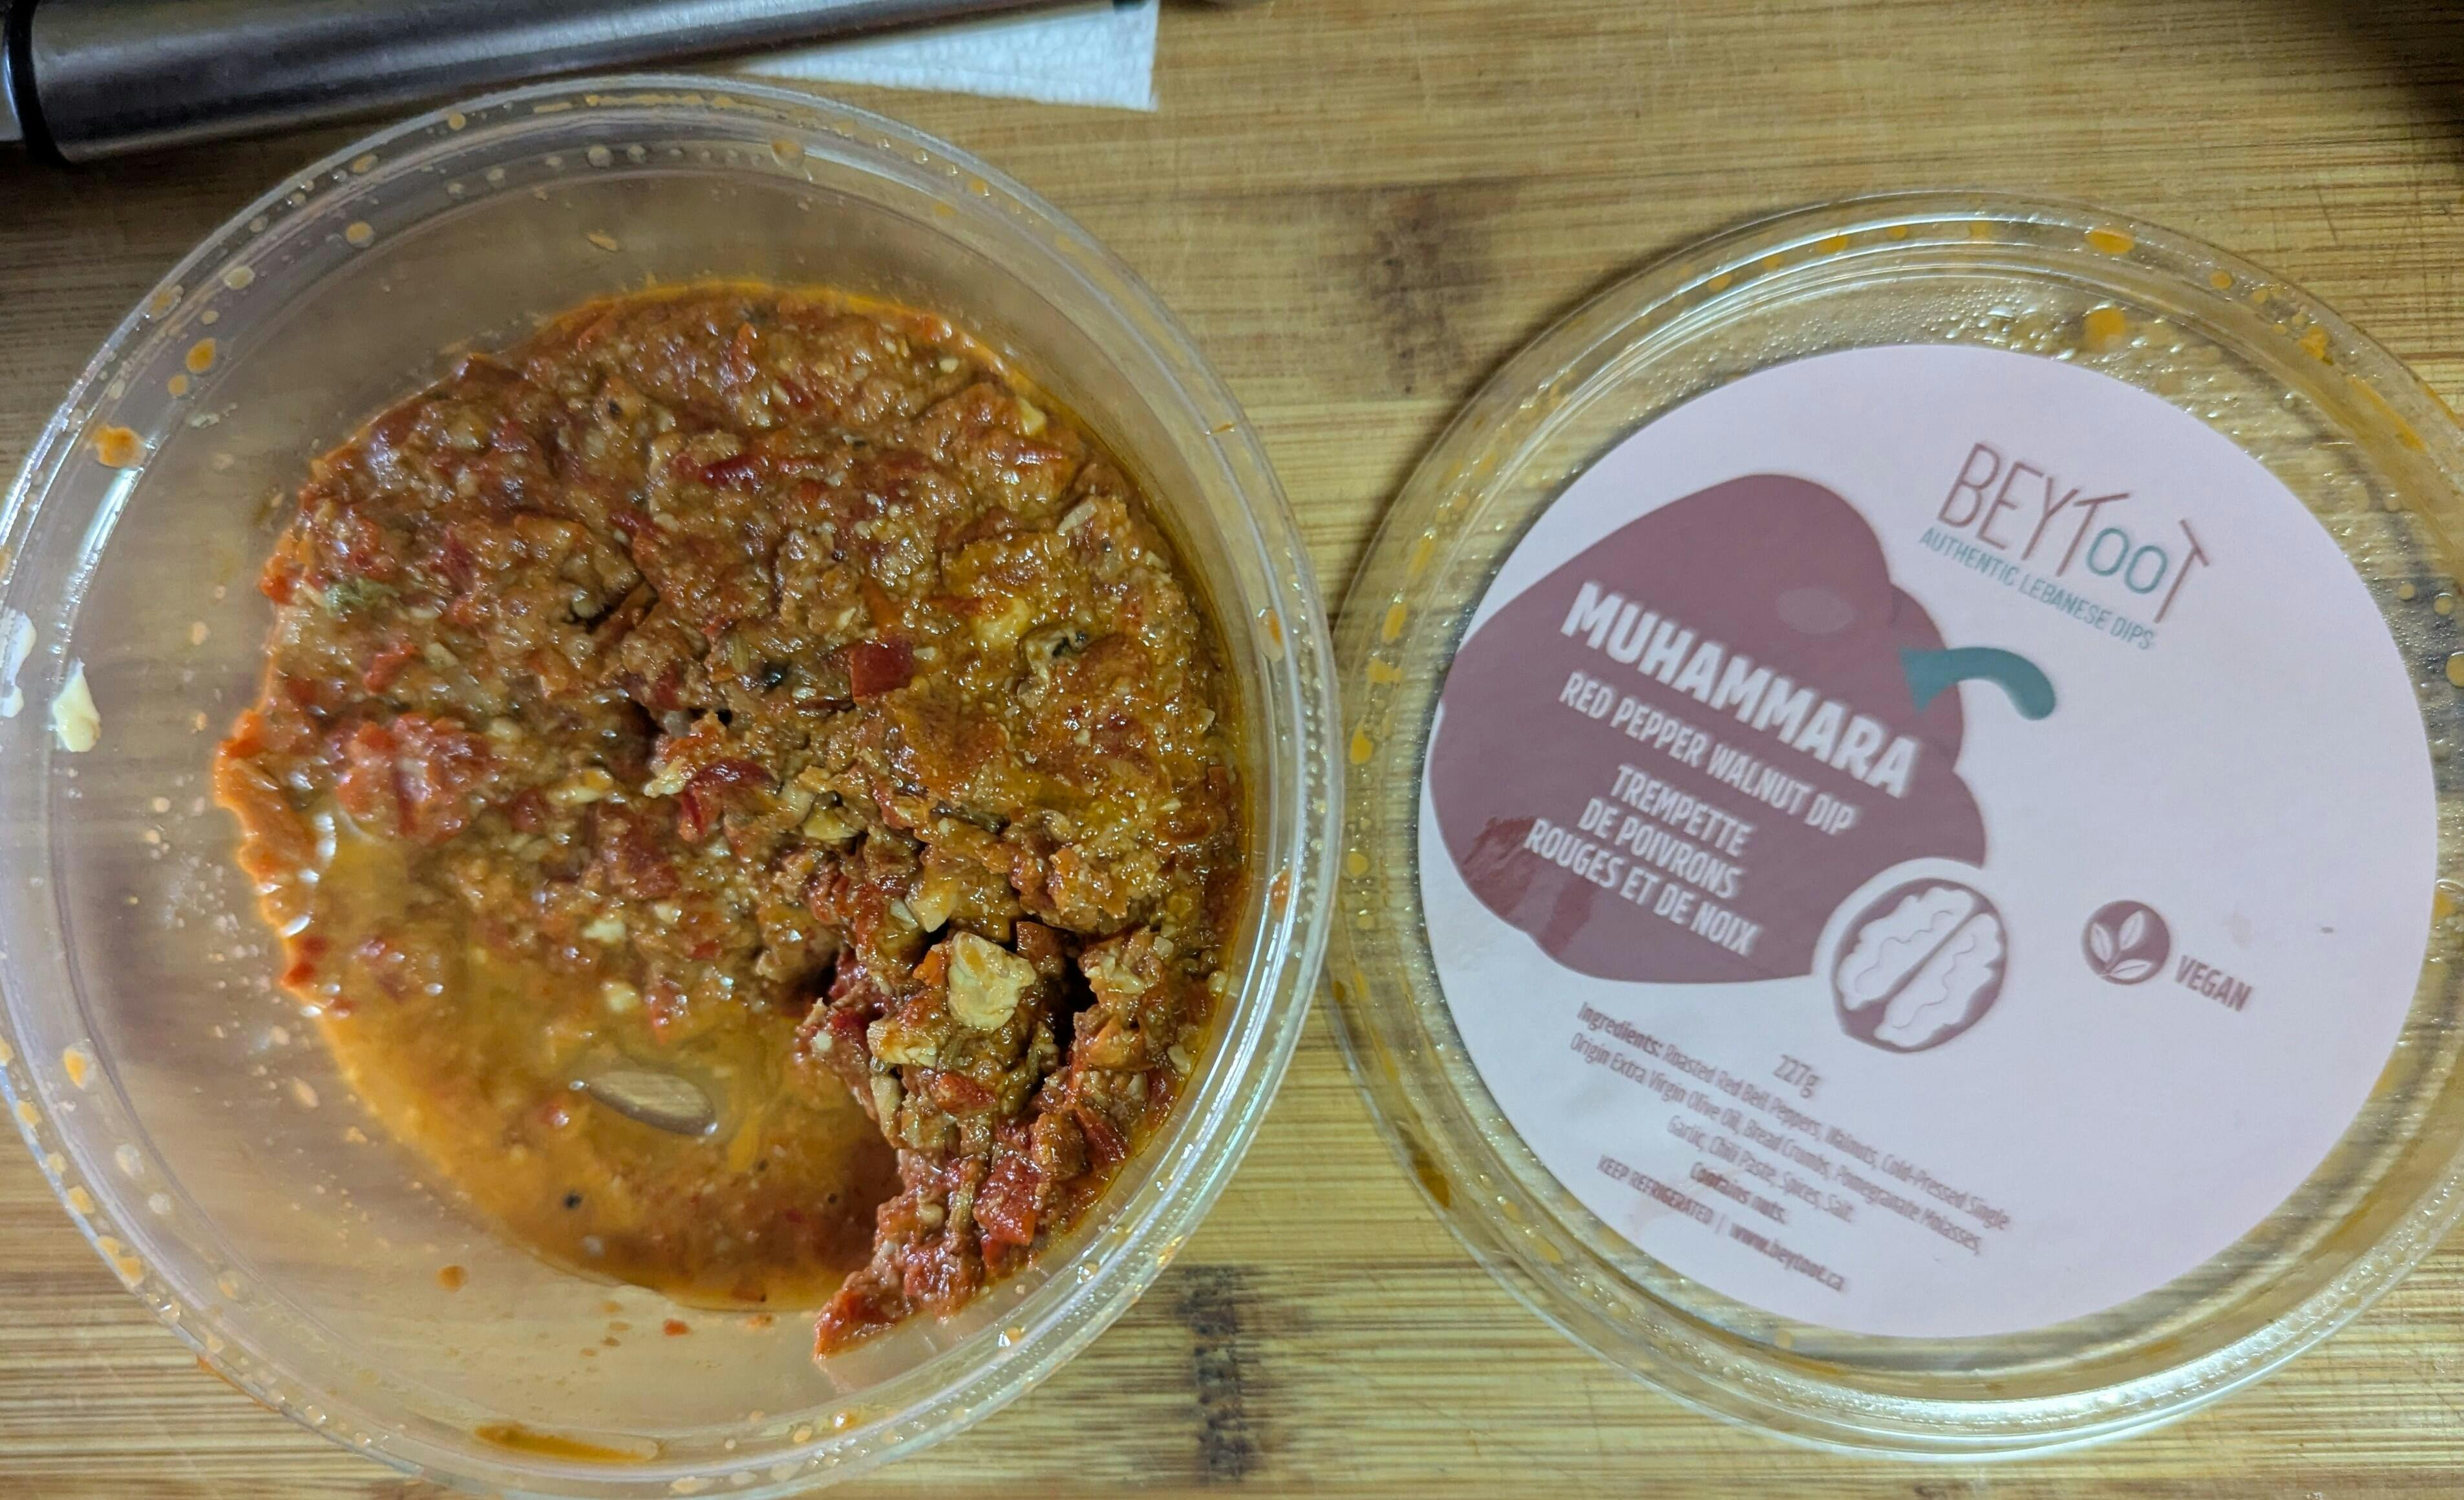 BEYTOOT
AUTHENTIC LEBANESE DIPS
MUHAMMARA
RED PEPPER WALNUT DIP
TREMPETTE
DE POIVRONS
ROUGES ET DE NOIX
VEGAN
227g
Ingredients: Roasted Red Bell Peppers, Walnuts, Cold-Pressed Single
Origin Extra Virgin Olive Oil, Bread Crumbs, Pomegranate Molasses,
Garlic, Chili Paste, Spices, Salt.
Contains nuts.
KEEP REFRIGERATED | www.beytoot.ca